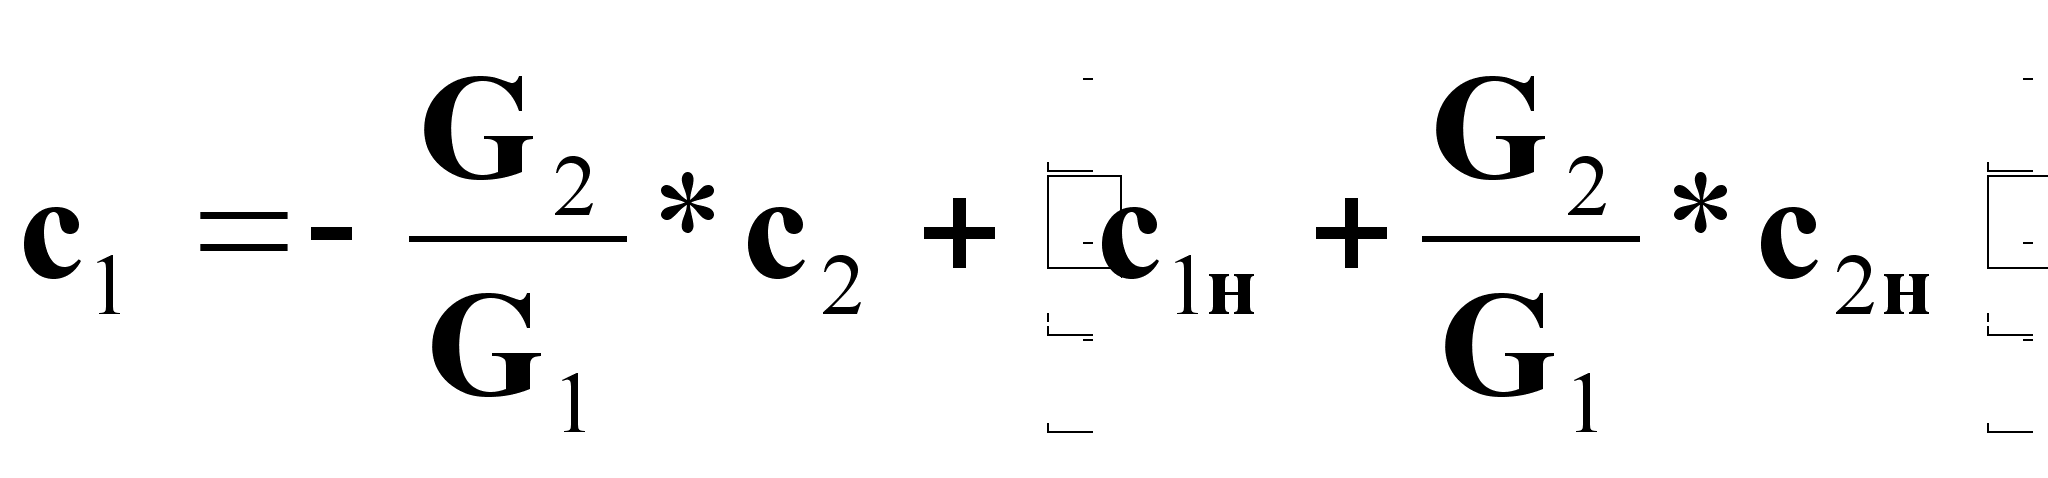 c₁ = - G₂/G₁ * c₂ + (c₁н + G₂/G₁ * c₂н)